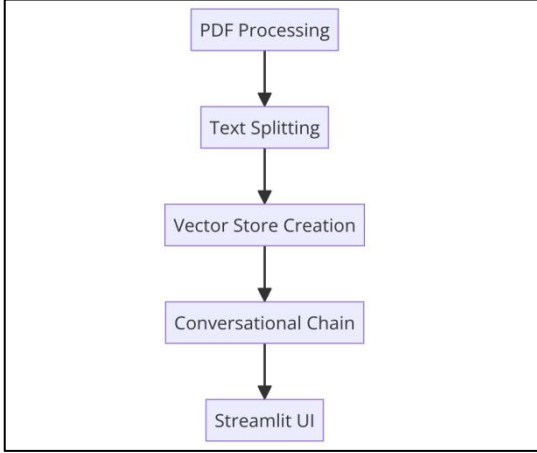 PDF Processing
Text Splitting
Vector Store Creation
Conversational Chain
Streamlit UI